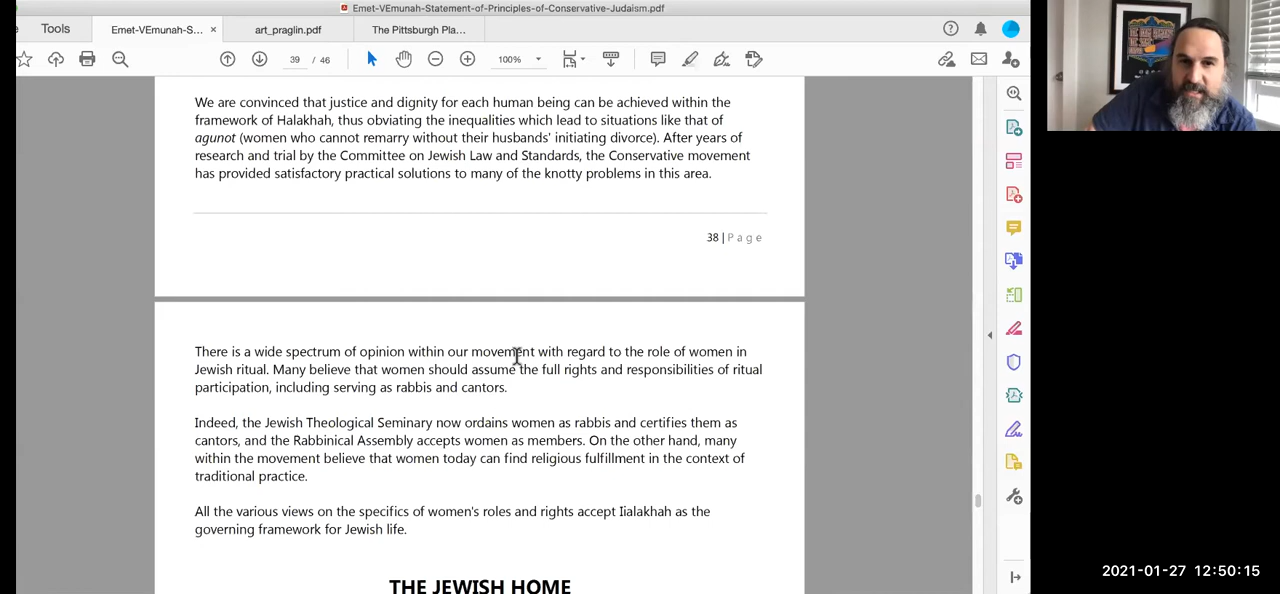 Emet-VEmunah-Statement-of-Principles-of-Conservative-Judaism.pdf
Tools
Emet-VEmunah-S... ×
art_praglin.pdf
The Pittsburgh Pla...
39 / 46
100%
We are convinced that justice and dignity for each human being can be achieved within the
framework of Halakhah, thus obviating the inequalities which lead to situations like that of
agunot (women who cannot remarry without their husbands' initiating divorce). After years of
research and trial by the Committee on Jewish Law and Standards, the Conservative movement
has provided satisfactory practical solutions to many of the knotty problems in this area.
38 | Page
There is a wide spectrum of opinion within our movement with regard to the role of women in
Jewish ritual. Many believe that women should assume the full rights and responsibilities of ritual
participation, including serving as rabbis and cantors.
Indeed, the Jewish Theological Seminary now ordains women as rabbis and certifies them as
cantors, and the Rabbinical Assembly accepts women as members. On the other hand, many
within the movement believe that women today can find religious fulfillment in the context of
traditional practice.
All the various views on the specifics of women's roles and rights accept Iialakhah as the
governing framework for Jewish life.
THE JEWISH HOME
2021-01-27 12:50:15